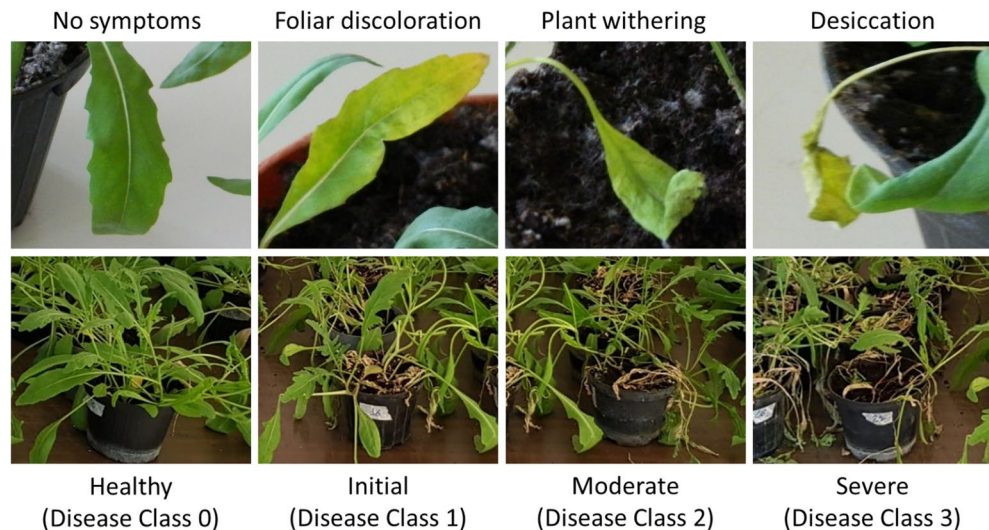 No symptoms
Foliar discoloration
Plant withering
Desiccation
Healthy
(Disease Class 0)
Initial
(Disease Class 1)
Moderate
(Disease Class 2)
Severe
(Disease Class 3)